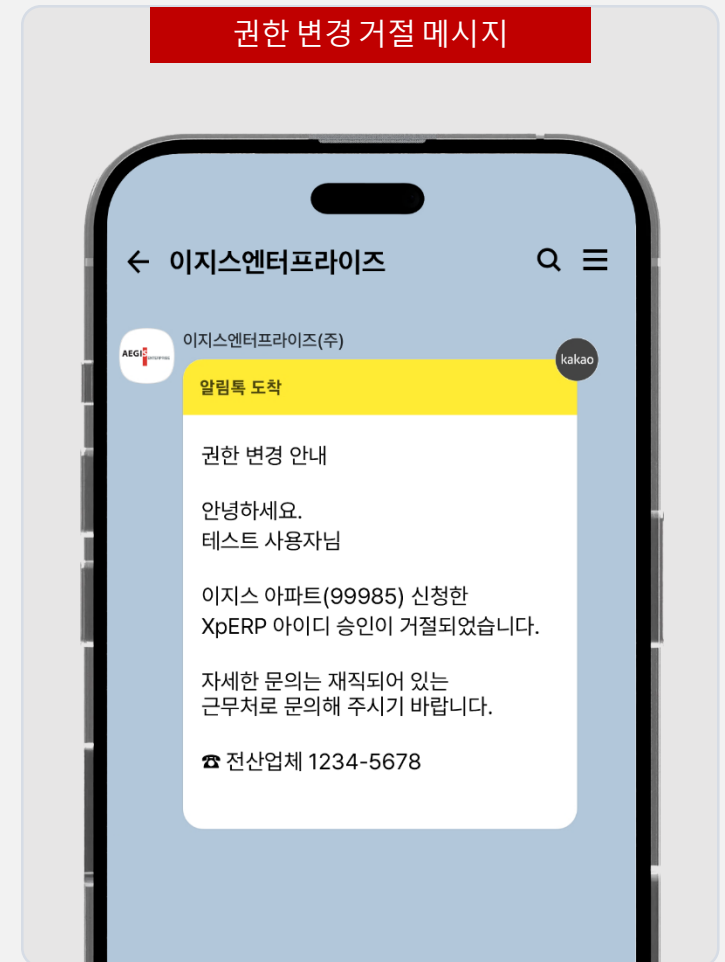 권한 변경 거절 메시지
이지스엔터프라이즈
이지스엔터프라이즈(주)
AEGIS ENTERPRISE
kakao
알림톡 도착
권한 변경 안내
안녕하세요.
테스트 사용자님
이지스 아파트(99985) 신청한
XpERP 아이디 승인이 거절되었습니다.
자세한 문의는 재직되어 있는
근무처로 문의해 주시기 바랍니다.
☎ 전산업체 1234-5678